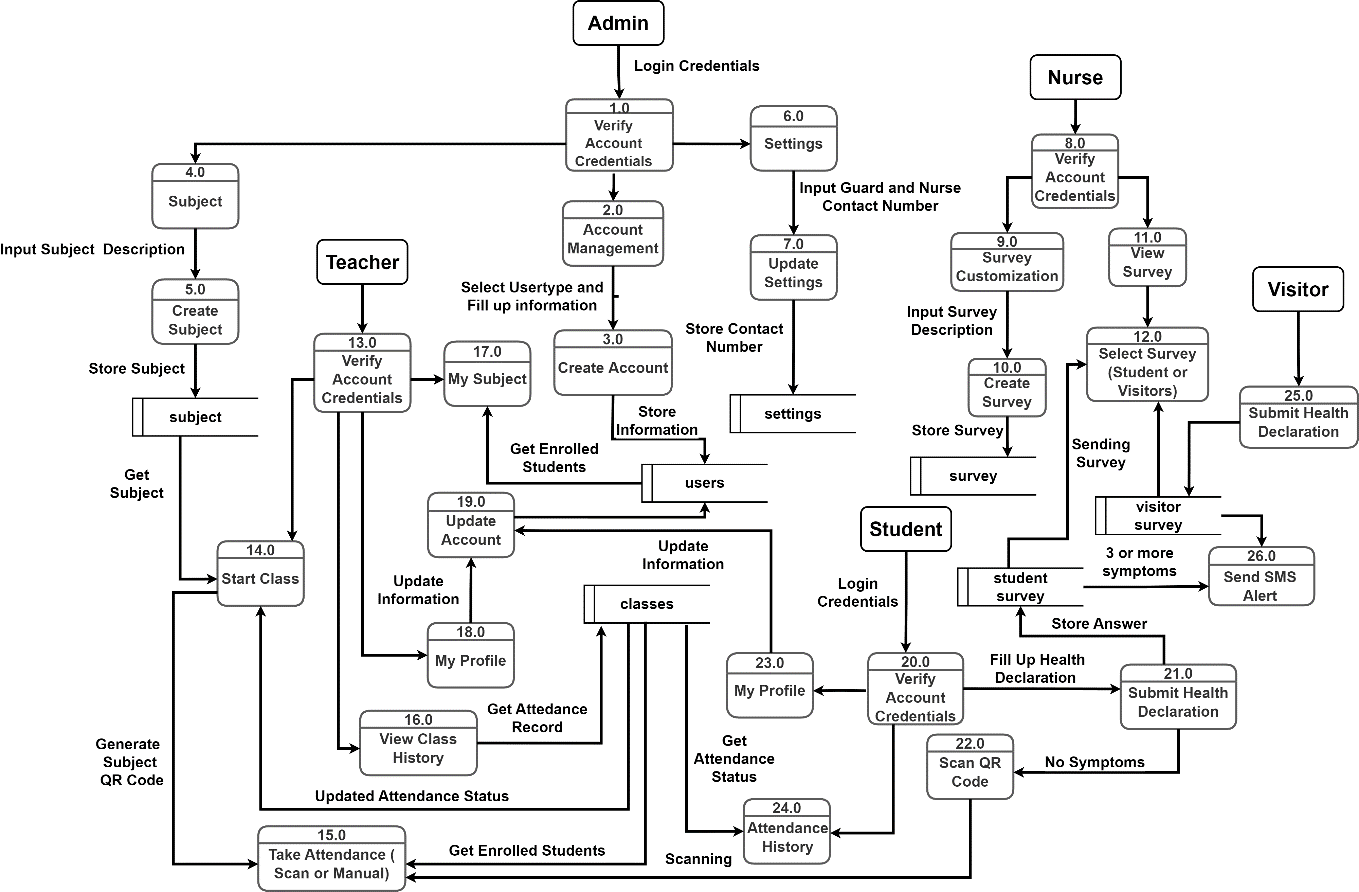 Admin
Login Credentials
Nurse
1.0
Verify
Account
Credentials
6.0
Settings
8.0
Verify
Account
Credentials
4.0
Subject
Input Guard and Nurse
Contact Number
2.0
Account
Management
Input Subject Description
Teacher
7.0
Update
Settings
9.0
Survey
Customization
11.0
View
Survey
Visitor
5.0
Create
Subject
Select Usertype and
Fill up information
Input Survey
Description
Store Contact
Number
13.0
Verify
Account
Credentials
17.0
My Subject
3.0
Create Account
12.0
Select Survey
(Student or
Visitors)
Store Subject
10.0
Create
Survey
25.0
Submit Health
Declaration
subject
settings
Store
Information
Store Survey
Sending
Survey
Get Enrolled
Students
Get
Subject
users
survey
19.0
Update
Account
visitor
survey
Student
14.0
Start Class
Update
Information
3 or more
symptoms
26.0
Send SMS
Alert
Update
Information
Login
Credentials
student
survey
classes
Store Answer
18.0
My Profile
23.0
My Profile
20.0
Verify
Account
Credentials
Fill Up Health
Declaration
21.0
Submit Health
Declaration
16.0
View Class
History
Get Attedance
Record
Generate
Subject
QR Code
Get
Attendance
Status
22.0
Scan QR
Code
No Symptoms
Updated Attendance Status
24.0
Attendance
History
15.0
Take Attendance (
Scan or Manual)
Get Enrolled Students
Scanning